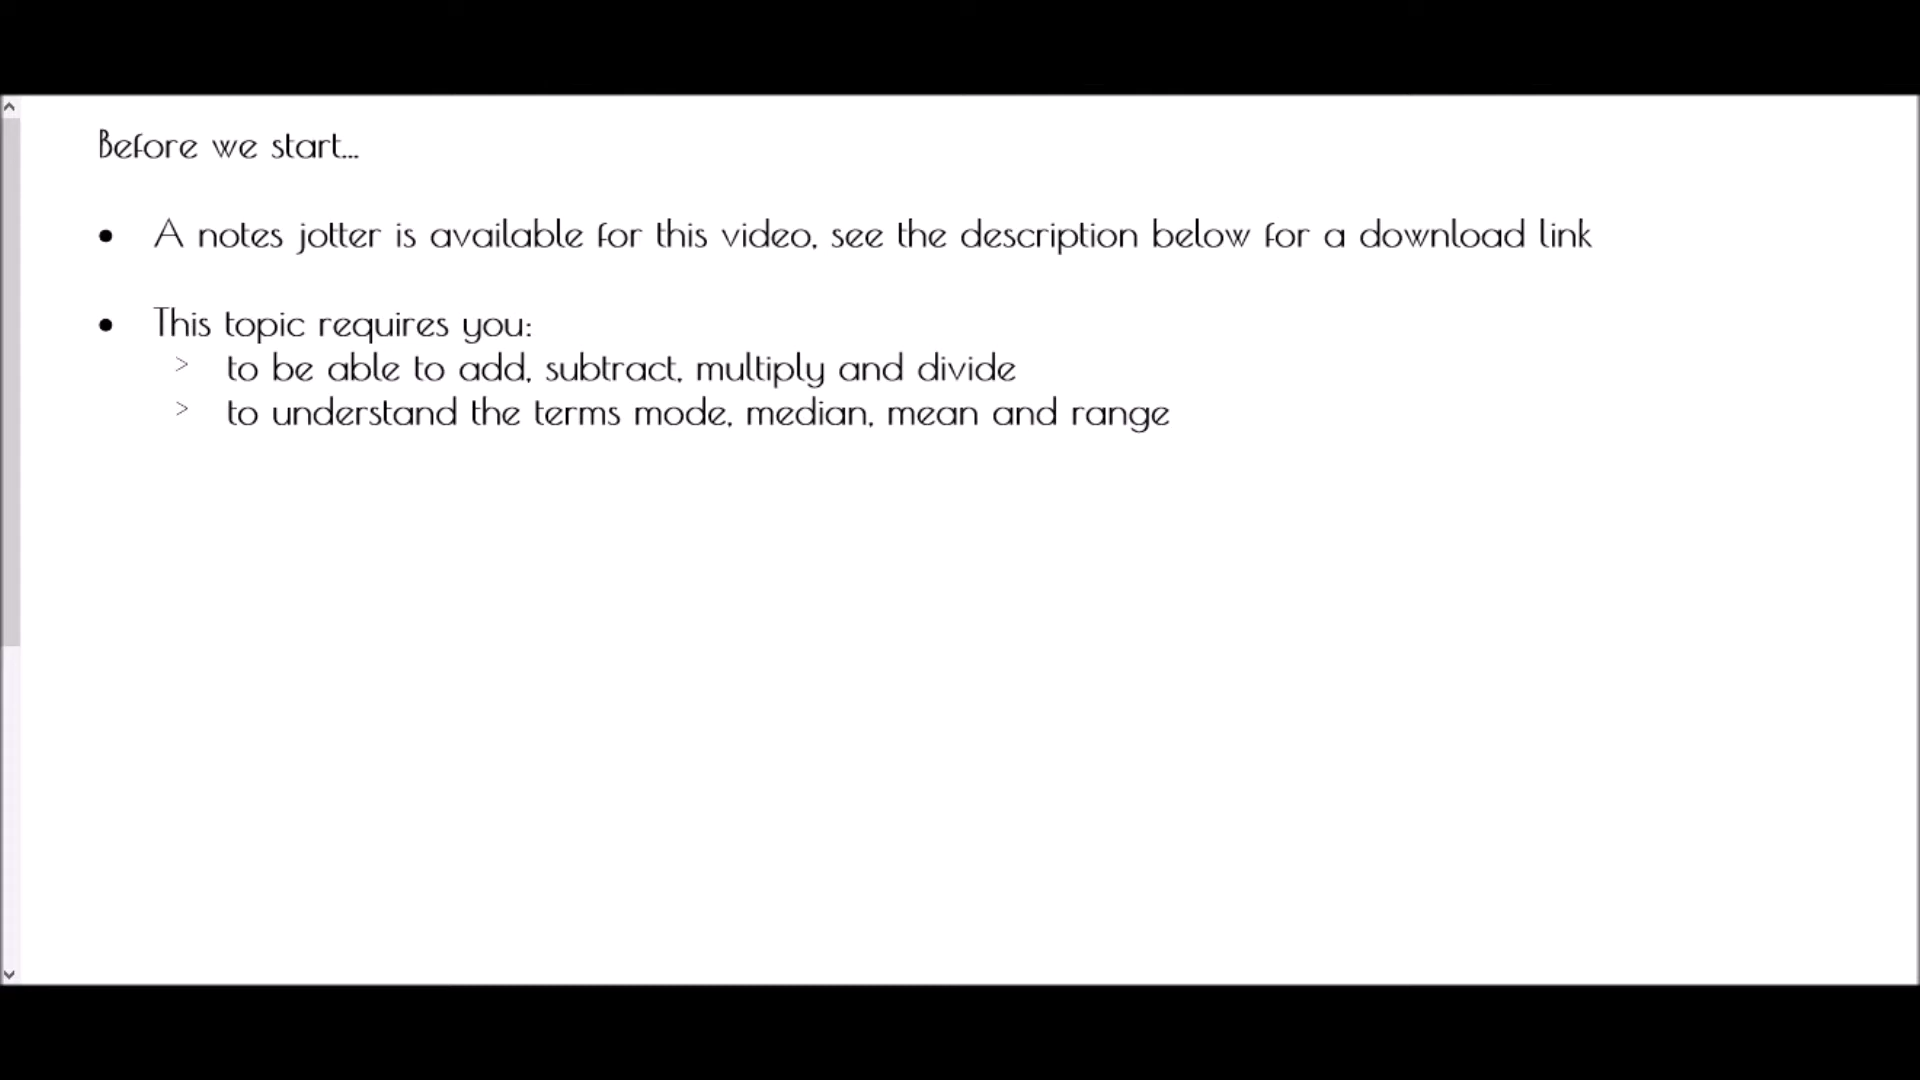 Before we start...
• A notes jotter is available for this video, see the description below for a download link
• This topic requires you:
> to be able to add, subtract, multiply and divide
> to understand the terms mode, median, mean and range